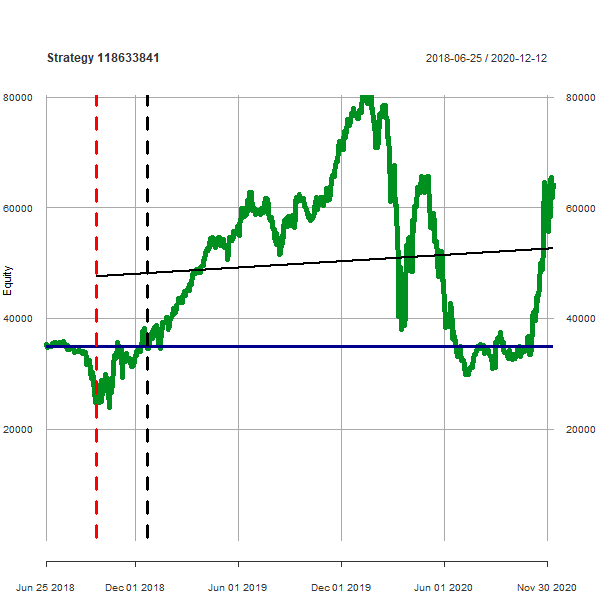 Strategy 118633841
2018-06-25 / 2020-12-12
80000
80000
60000
60000
Equity
40000
40000
20000
20000
Jun 25 2018
Dec 01 2018
Jun 01 2019
Dec 01 2019
Jun 01 2020
Nov 30 2020